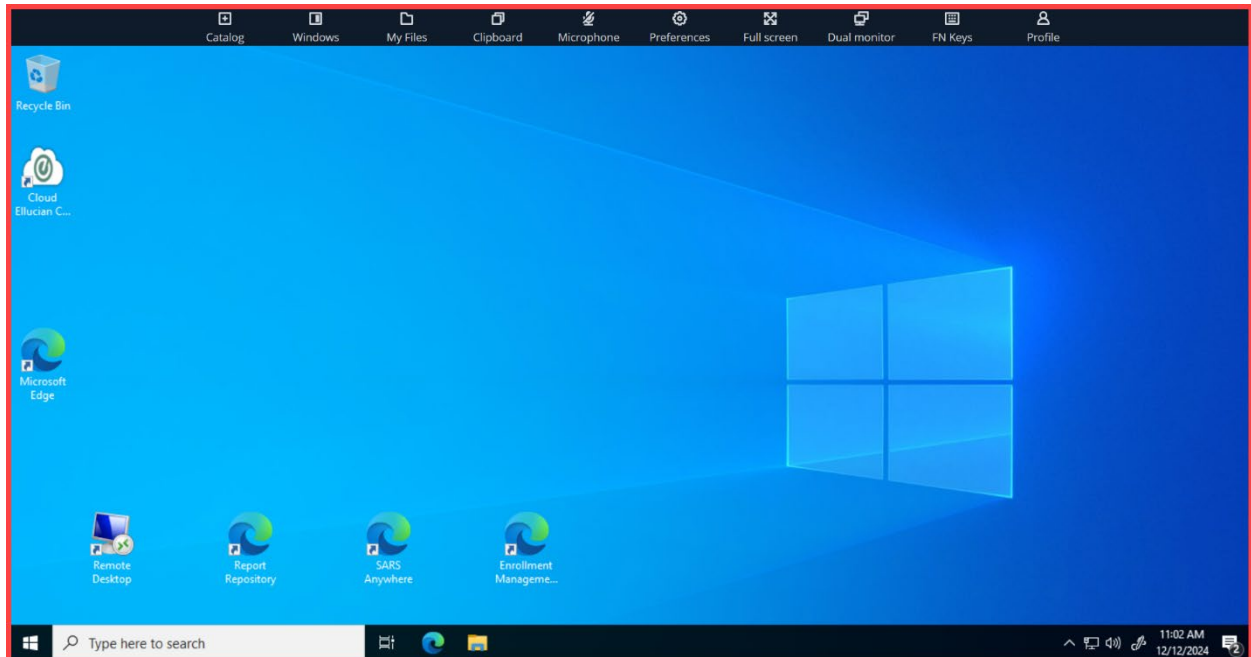 Catalog Windows My Files Clipboard Microphone Preferences Full screen Dual monitor FN Keys Profile
Recycle Bin
Cloud
Ellucian C...
Microsoft
Edge
Remote
Desktop
Report
Repository
SARS
Anywhere
Enrollment
Manageme...
Type here to search
11:02 AM
12/12/2024
2